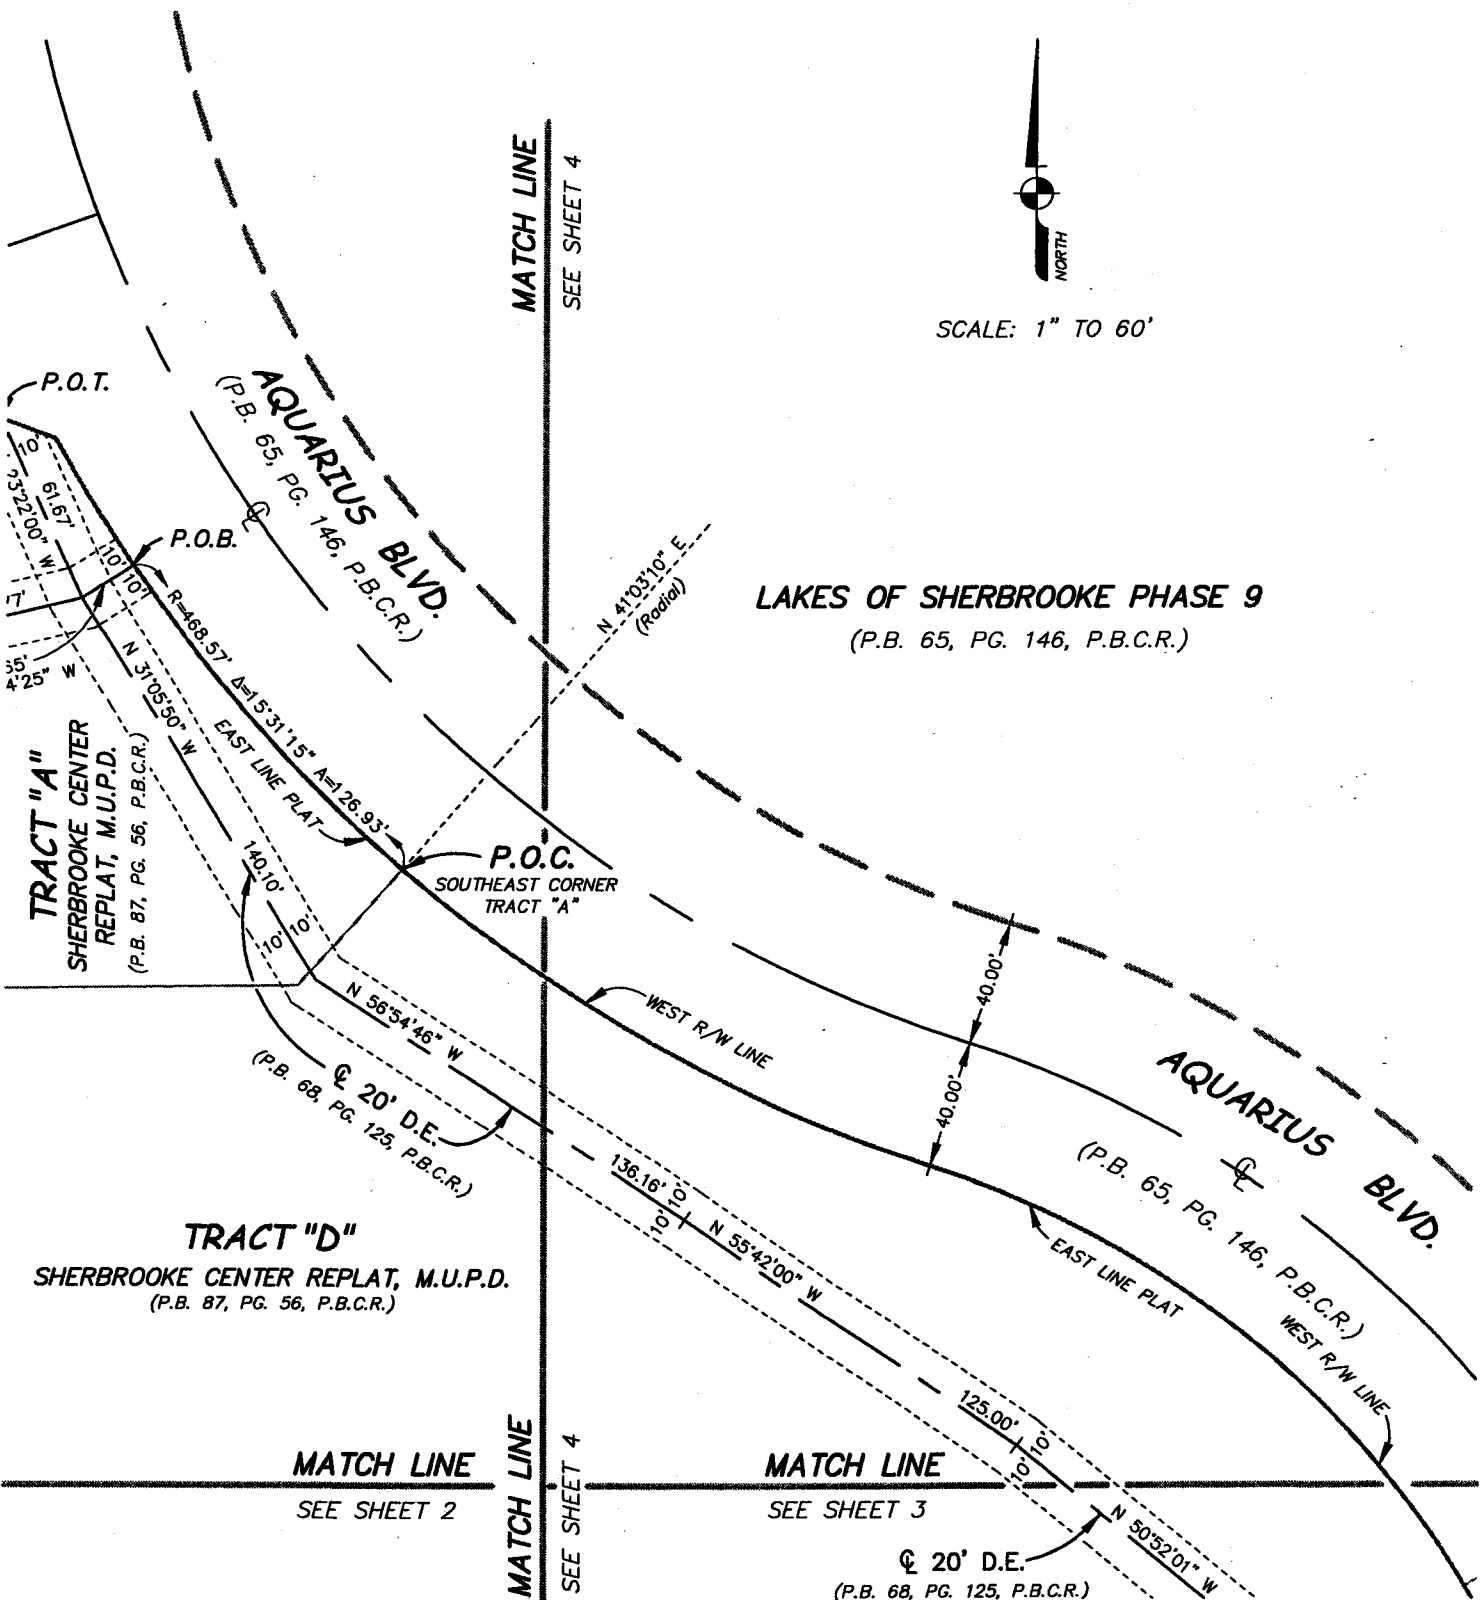 MATCH LINE
SEE SHEET 4
NORTH
SCALE: 1" TO 60'
P.O.T.
AQUARIUS BLVD.
(P.B. 65, PG. 146, P.B.C.R.)
10'
61.67'
23°22'00" W
℄
P.O.B.
10'
10'
7'
4'25" W
R=468.57' Δ=15°31'15" A=126.93'
EAST LINE PLAT
N 31°05'50" W
140.10'
N 41°03'10" E
(Radial)
LAKES OF SHERBROOKE PHASE 9
(P.B. 65, PG. 146, P.B.C.R.)
TRACT "A"
SHERBROOKE CENTER
REPLAT, M.U.P.D.
(P.B. 87, PG. 56, P.B.C.R.)
P.O.C.
SOUTHEAST CORNER
TRACT "A"
10' 10'
40.00'
40.00'
N 56°54'46" W
WEST R/W LINE
℄ 20' D.E.
(P.B. 68, PG. 125, P.B.C.R.)
AQUARIUS BLVD.
(P.B. 65, PG. 146, P.B.C.R.)
℄
136.16'
10' 10'
N 55°42'00" W
EAST LINE PLAT
WEST R/W LINE
TRACT "D"
SHERBROOKE CENTER REPLAT, M.U.P.D.
(P.B. 87, PG. 56, P.B.C.R.)
125.00'
10' 10'
MATCH LINE
SEE SHEET 2
MATCH LINE
SEE SHEET 4
MATCH LINE
SEE SHEET 3
N 50°52'01" W
℄ 20' D.E.
(P.B. 68, PG. 125, P.B.C.R.)